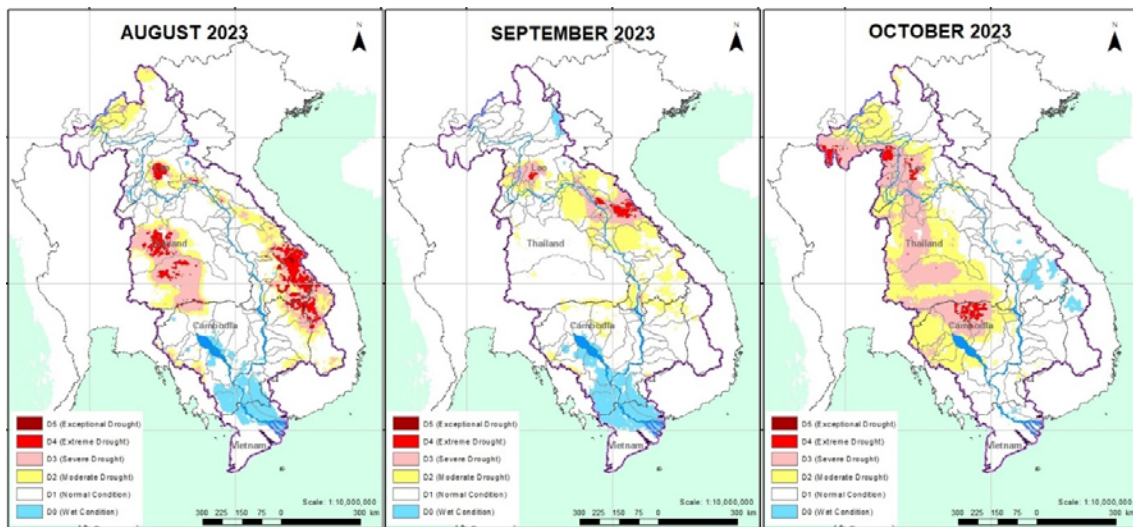 AUGUST 2023
N
Lao
Thailand
Cambodia
Vietnam
D5 (Exceptional Drought)
D4 (Extreme Drought)
D3 (Severe Drought)
D2 (Moderate Drought)
D1 (Normal Condition)
D0 (Wet Condition)
Scale: 1:10,000,000
300 225 150 75 0 300 km
SEPTEMBER 2023
N
Lao
Thailand
Cambodia
Vietnam
D5 (Exceptional Drought)
D4 (Extreme Drought)
D3 (Severe Drought)
D2 (Moderate Drought)
D1 (Normal Condition)
D0 (Wet Condition)
Scale: 1:10,000,000
300 225 150 75 0 300 km
OCTOBER 2023
N
Lao
Thailand
Cambodia
Vietnam
D5 (Exceptional Drought)
D4 (Extreme Drought)
D3 (Severe Drought)
D2 (Moderate Drought)
D1 (Normal Condition)
D0 (Wet Condition)
Scale: 1:10,000,000
300 225 150 75 0 300 km